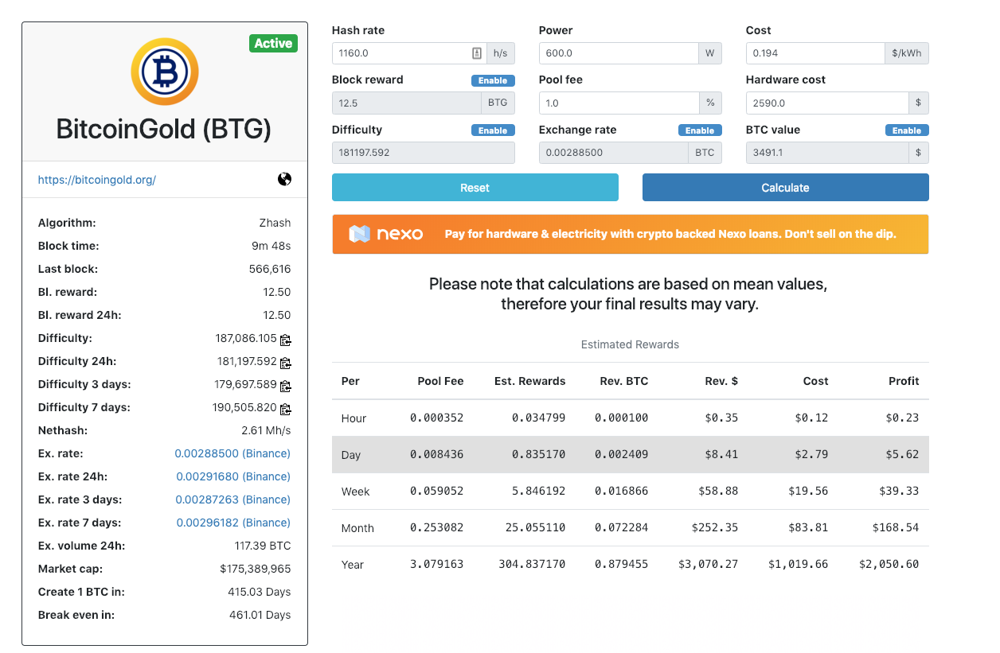 Active
BitcoinGold (BTG)
https://bitcoingold.org/
Algorithm: Zhash
Block time: 9m 48s
Last block: 566,616
Bl. reward: 12.50
Bl. reward 24h: 12.50
Difficulty: 187,086.105
Difficulty 24h: 181,197.592
Difficulty 3 days: 179,697.589
Difficulty 7 days: 190,505.820
Nethash: 2.61 Mh/s
Ex. rate: 0.00288500 (Binance)
Ex. rate 24h: 0.00291680 (Binance)
Ex. rate 3 days: 0.00287263 (Binance)
Ex. rate 7 days: 0.00296182 (Binance)
Ex. volume 24h: 117.39 BTC
Market cap: $175,389,965
Create 1 BTC in: 415.03 Days
Break even in: 461.01 Days
Hash rate Power Cost
1160.0 h/s 600.0 W 0.194 $/kWh
Block reward Enable Pool fee Hardware cost
12.5 BTG 1.0 % 2590.0 $
Difficulty Enable Exchange rate Enable BTC value Enable
181197.592 0.00288500 BTC 3491.1 $
Reset Calculate
nexo Pay for hardware & electricity with crypto backed Nexo loans. Don't sell on the dip.
Please note that calculations are based on mean values,
therefore your final results may vary.
Estimated Rewards
Per Pool Fee Est. Rewards Rev. BTC Rev. $ Cost Profit
Hour 0.000352 0.034799 0.000100 $0.35 $0.12 $0.23
Day 0.008436 0.835170 0.002409 $8.41 $2.79 $5.62
Week 0.059052 5.846192 0.016866 $58.88 $19.56 $39.33
Month 0.253082 25.055110 0.072284 $252.35 $83.81 $168.54
Year 3.079163 304.837170 0.879455 $3,070.27 $1,019.66 $2,050.60